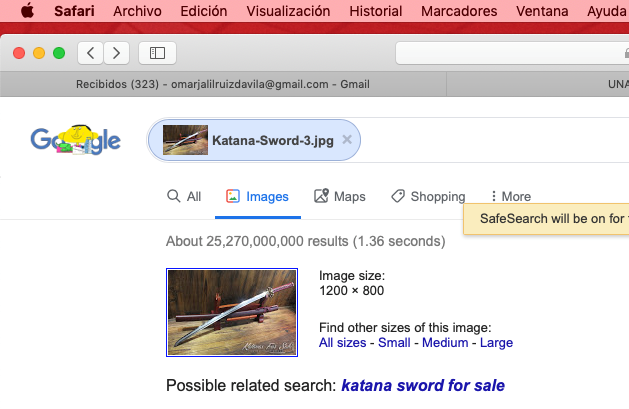 Safari Archivo Edición Visualización Historial Marcadores Ventana Ayuda
Recibidos (323) - omarjalilruizdavila@gmail.com - Gmail
UNA
Google
Katana-Sword-3.jpg ×
All Images Maps Shopping More
SafeSearch will be on for
About 25,270,000,000 results (1.36 seconds)
Image size:
1200 × 800
Find other sizes of this image:
All sizes - Small - Medium - Large
Possible related search: katana sword for sale